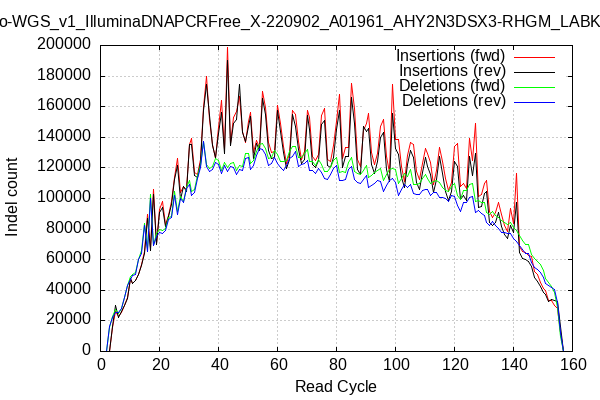 o-WGS_v1_IlluminaDNAPCRFree_X-220902_A01961_AHY2N3DSX3-RHGM_LABK
Insertions (fwd)
Insertions (rev)
Deletions (fwd)
Deletions (rev)
Indel count
200000
180000
160000
140000
120000
100000
80000
60000
40000
20000
0
0 20 40 60 80 100 120 140 160
Read Cycle